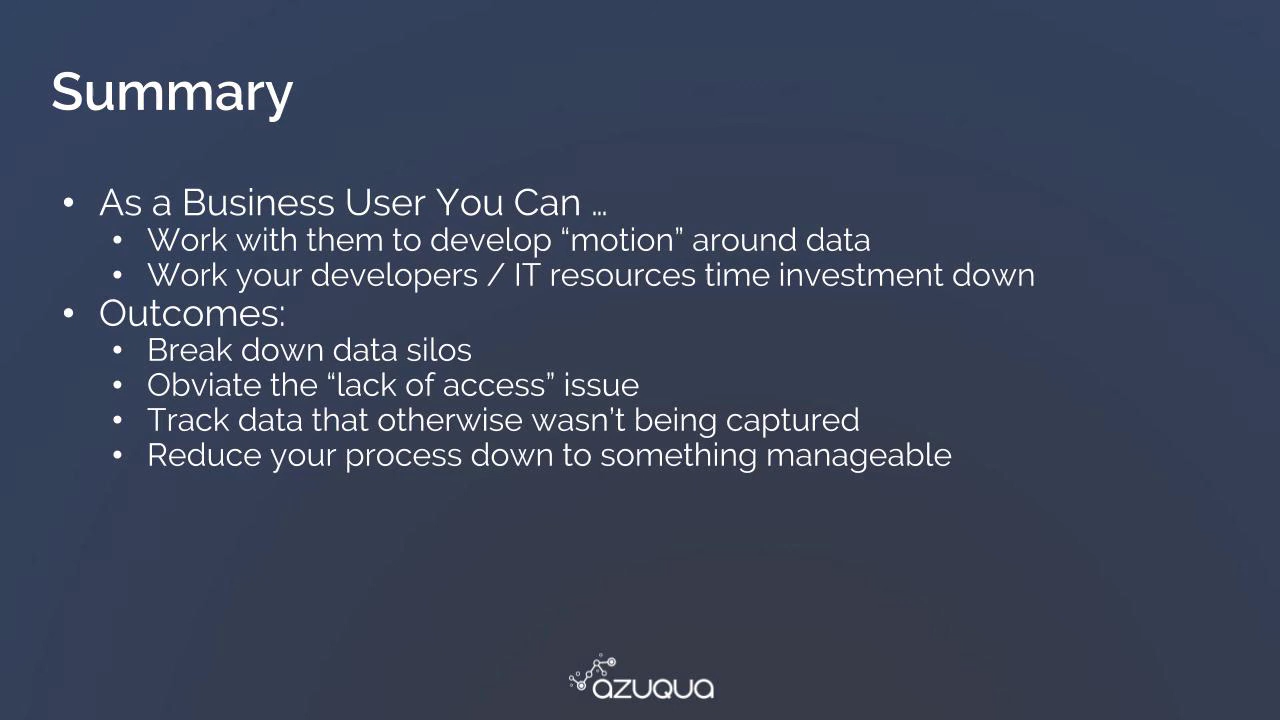 Summary
• As a Business User You Can ...
• Work with them to develop “motion” around data
• Work your developers / IT resources time investment down
• Outcomes:
• Break down data silos
• Obviate the “lack of access” issue
• Track data that otherwise wasn’t being captured
• Reduce your process down to something manageable
azuqua